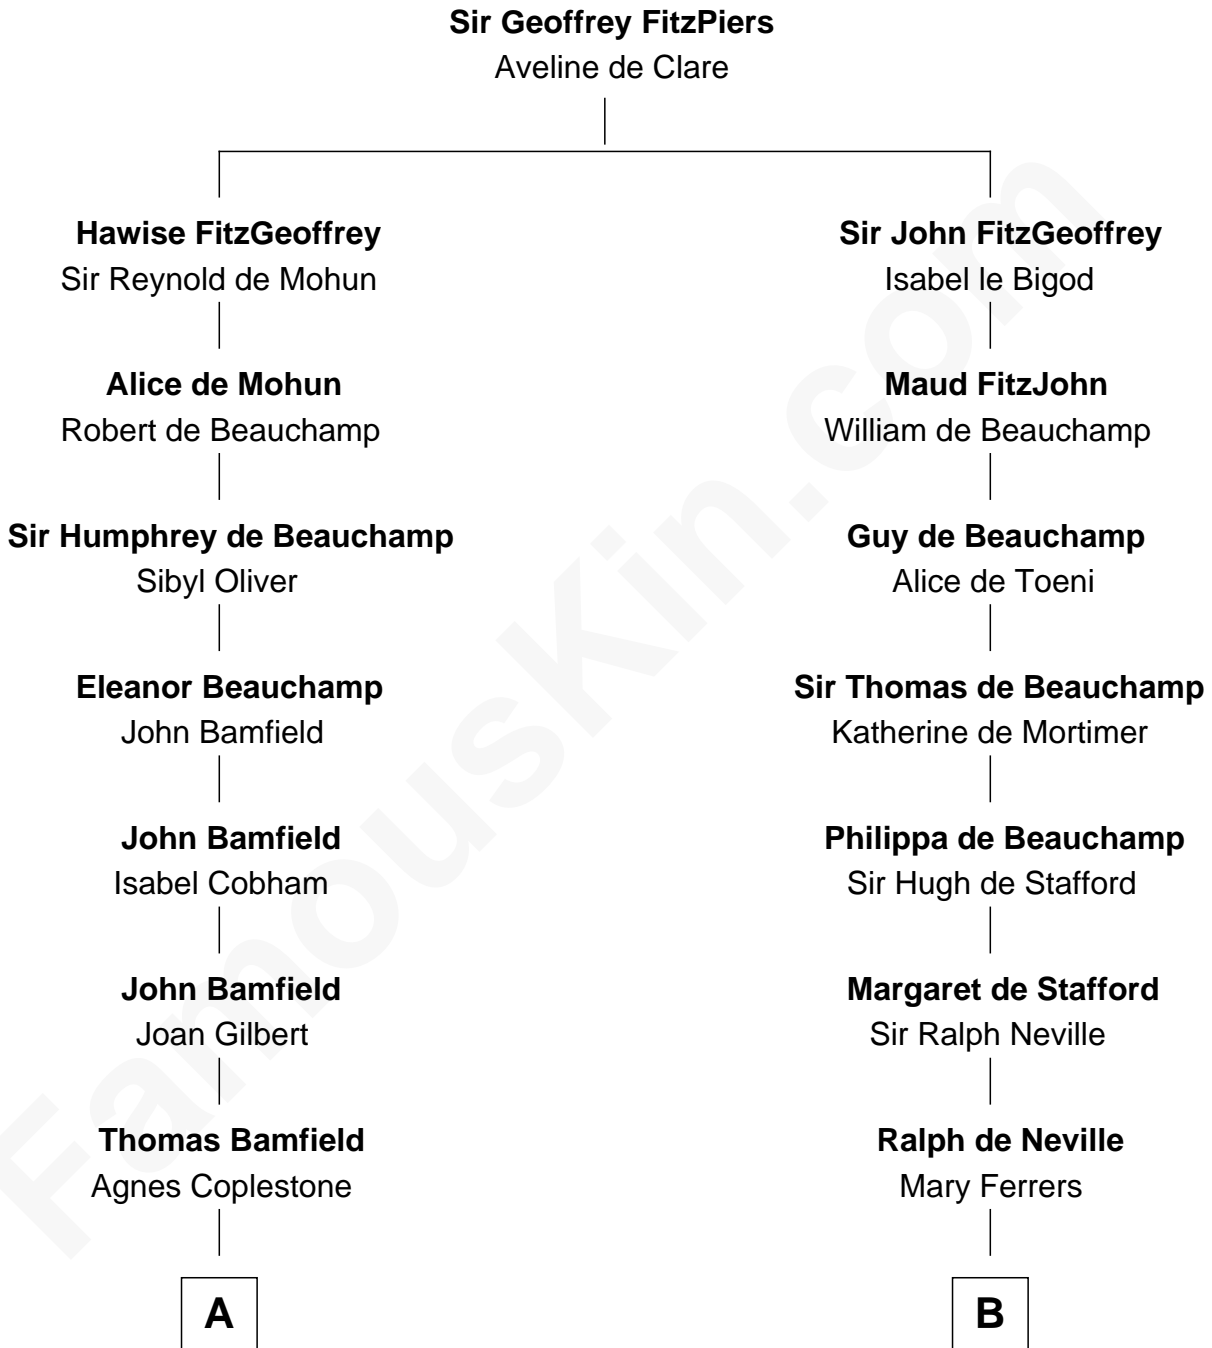 Sir Geoffrey FitzPiers
Aveline de Clare
Hawise FitzGeoffrey
Sir Reynold de Mohun
Sir John FitzGeoffrey
Isabel le Bigod
Alice de Mohun
Robert de Beauchamp
Maud FitzJohn
William de Beauchamp
Sir Humphrey de Beauchamp
Sibyl Oliver
Guy de Beauchamp
Alice de Toeni
Eleanor Beauchamp
John Bamfield
Sir Thomas de Beauchamp
Katherine de Mortimer
John Bamfield
Isabel Cobham
Philippa de Beauchamp
Sir Hugh de Stafford
John Bamfield
Joan Gilbert
Margaret de Stafford
Sir Ralph Neville
Thomas Bamfield
Agnes Coplestone
Ralph de Neville
Mary Ferrers
A
B
FamousKin.com